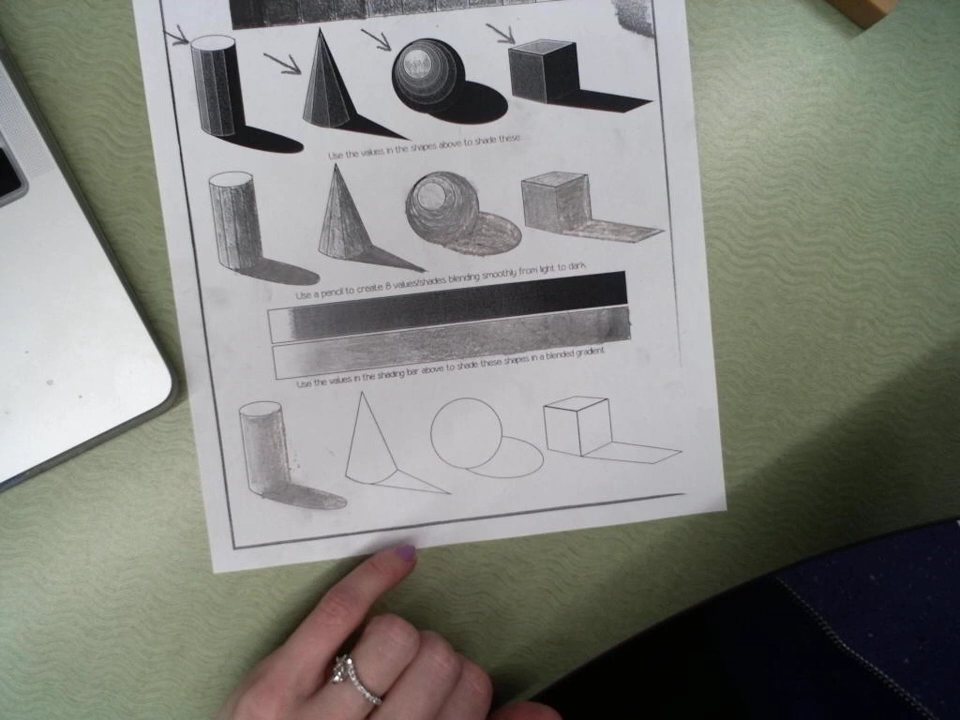 Use the values in the shapes above to shade these:
Use a pencil to create 8 values/shades blending smoothly from light to dark.
Use the values in the shading bar above to shade these shapes in a blended gradient.